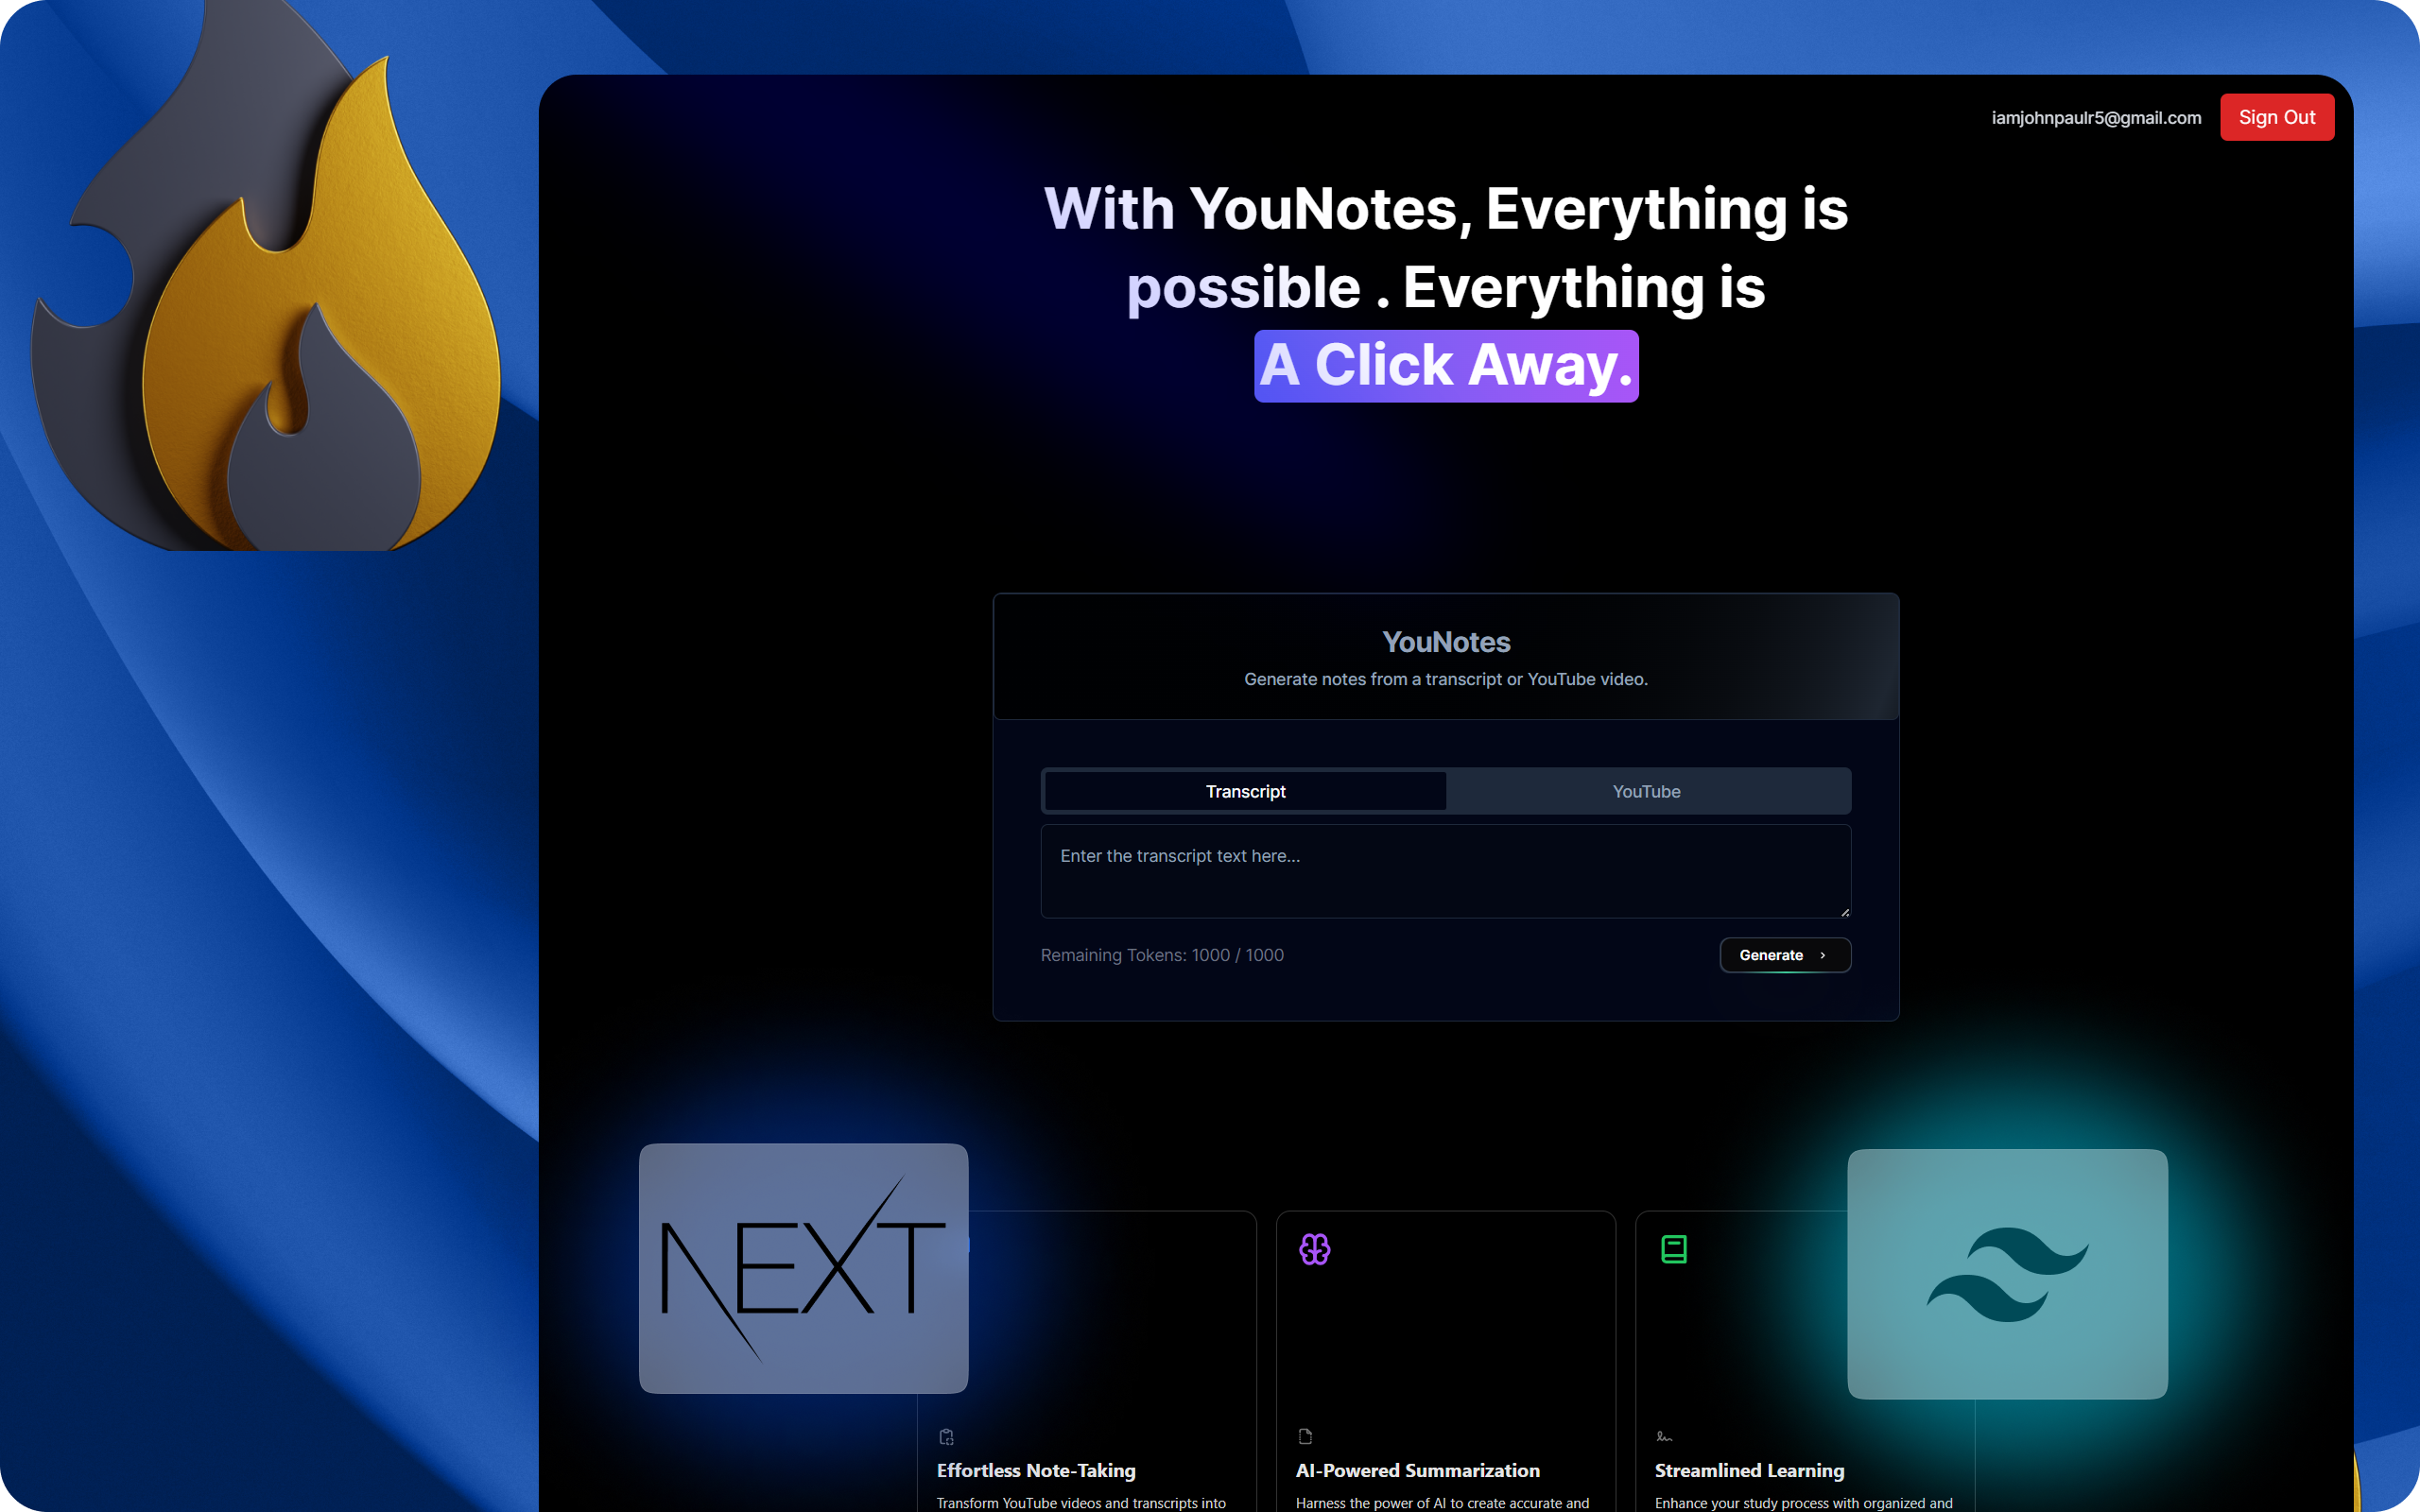 iamjohnpaulr5@gmail.com
Sign Out
With YouNotes, Everything is
possible . Everything is
A Click Away.
YouNotes
Generate notes from a transcript or YouTube video.
Transcript
YouTube
Enter the transcript text here...
Remaining Tokens: 1000 / 1000
Generate
NEXT
Effortless Note-Taking
Transform YouTube videos and transcripts into
AI-Powered Summarization
Harness the power of AI to create accurate and
Streamlined Learning
Enhance your study process with organized and